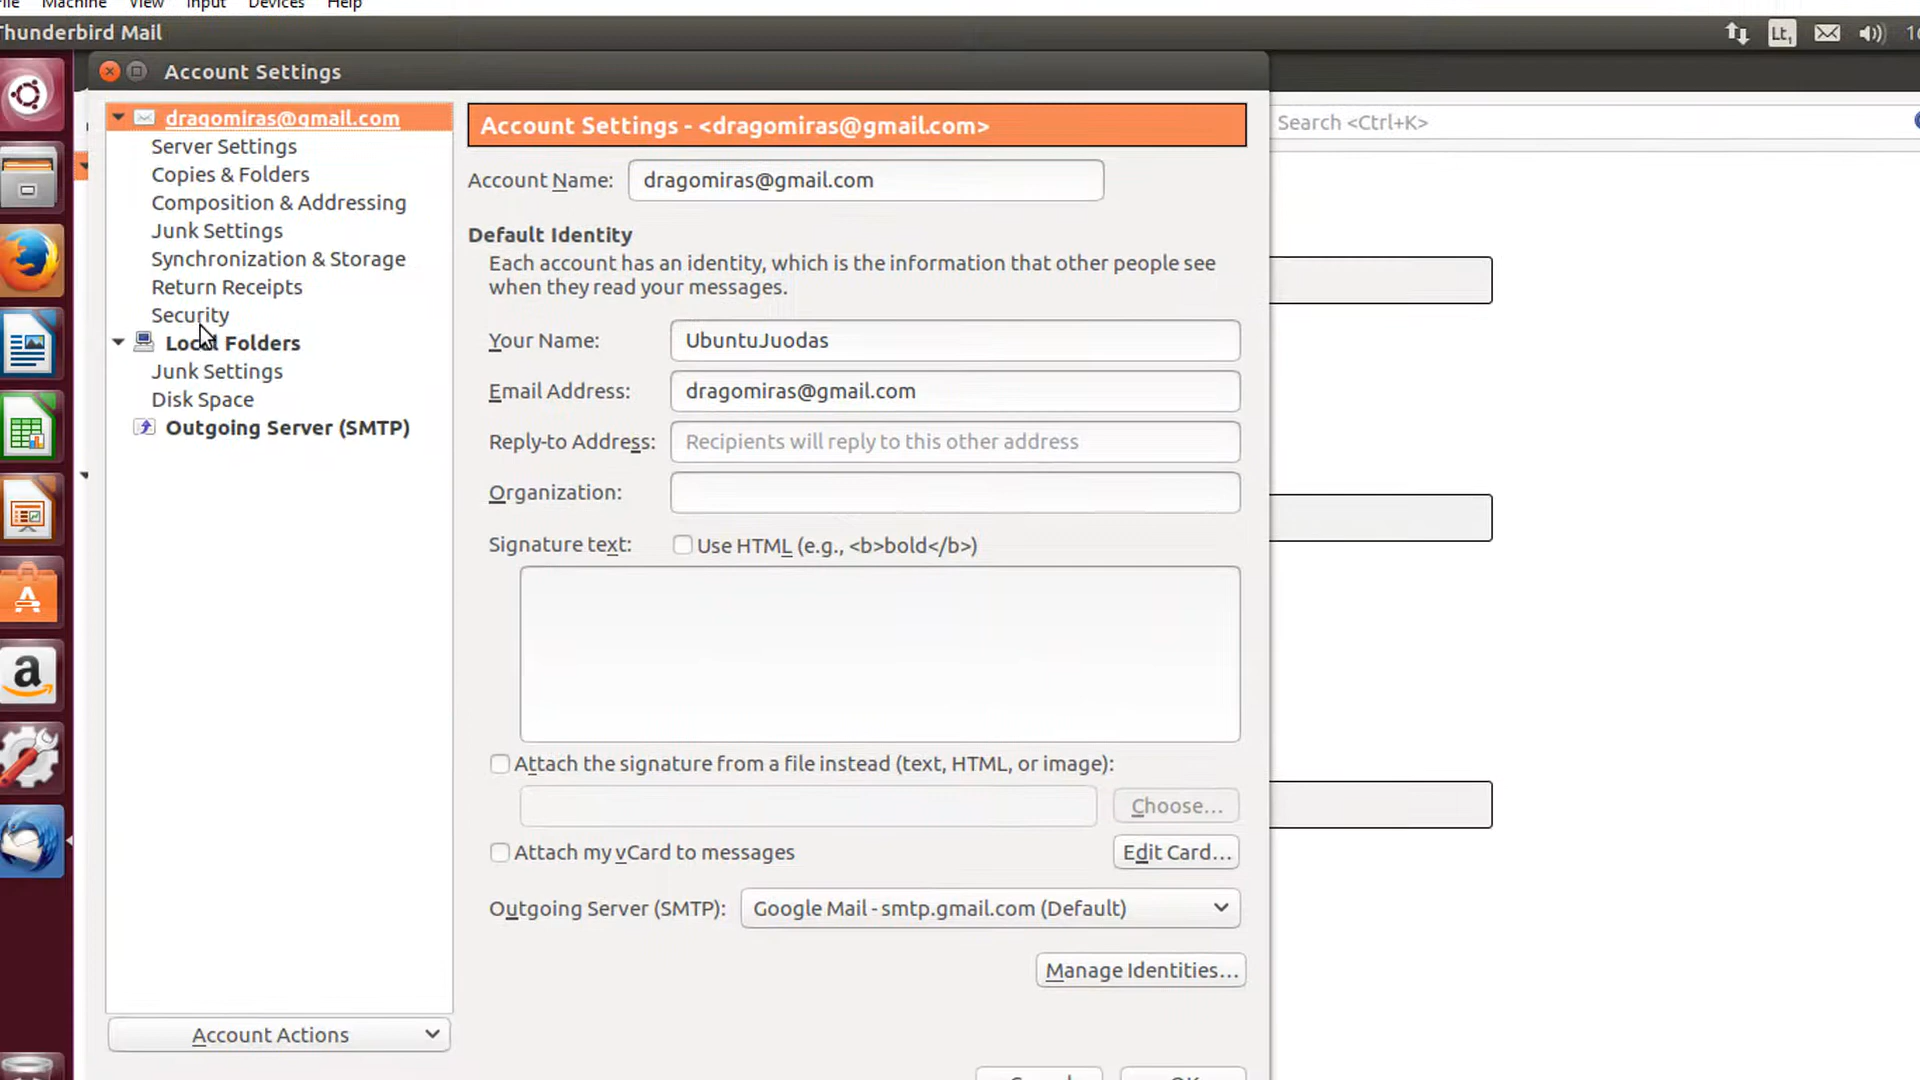 File Machine View Input Devices Help
Thunderbird Mail
Lt1
Account Settings
dragomiras@gmail.com
Server Settings
Copies & Folders
Composition & Addressing
Junk Settings
Synchronization & Storage
Return Receipts
Security
Local Folders
Junk Settings
Disk Space
Outgoing Server (SMTP)
Account Actions
Account Settings - <dragomiras@gmail.com>
Account Name: dragomiras@gmail.com
Default Identity
Each account has an identity, which is the information that other people see
when they read your messages.
Your Name: UbuntuJuodas
Email Address: dragomiras@gmail.com
Reply-to Address: Recipients will reply to this other address
Organization:
Signature text: Use HTML (e.g., <b>bold</b>)
Attach the signature from a file instead (text, HTML, or image):
Choose...
Attach my vCard to messages
Edit Card...
Outgoing Server (SMTP): Google Mail - smtp.gmail.com (Default)
Manage Identities...
Search <Ctrl+K>